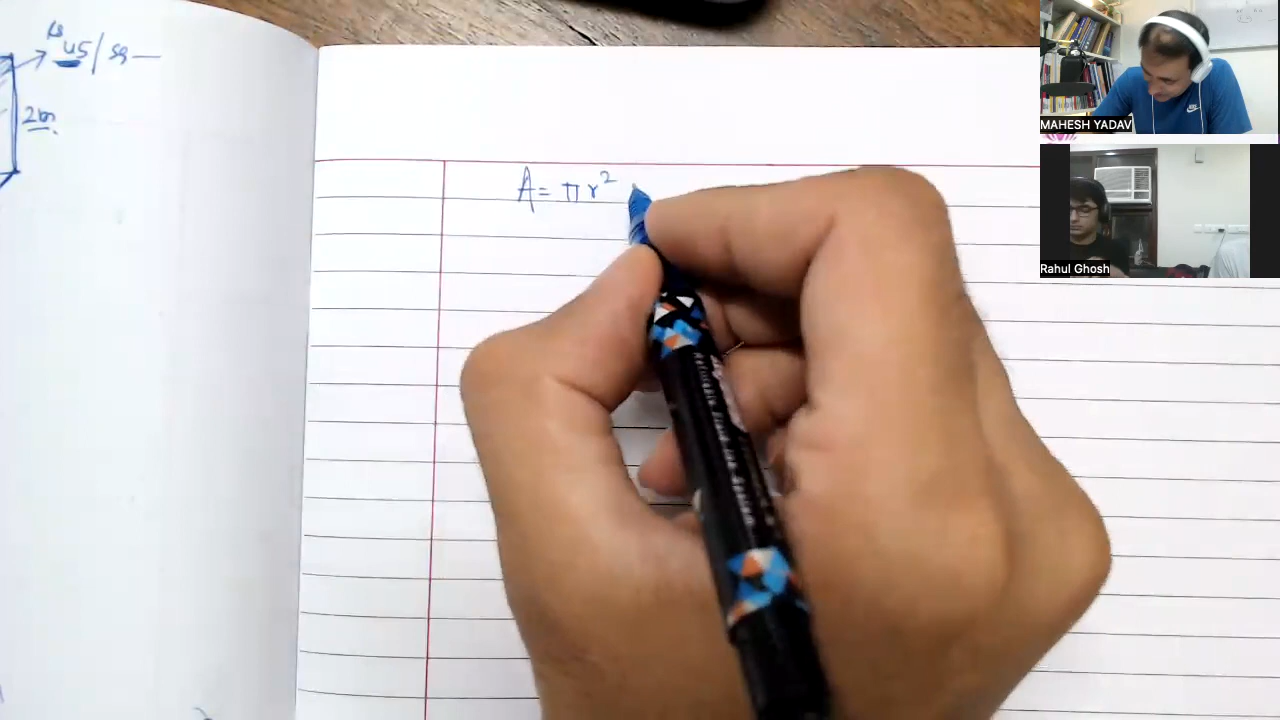 45/sq
2m.
A = πr²
MAHESH YADAV
Rahul Ghosh